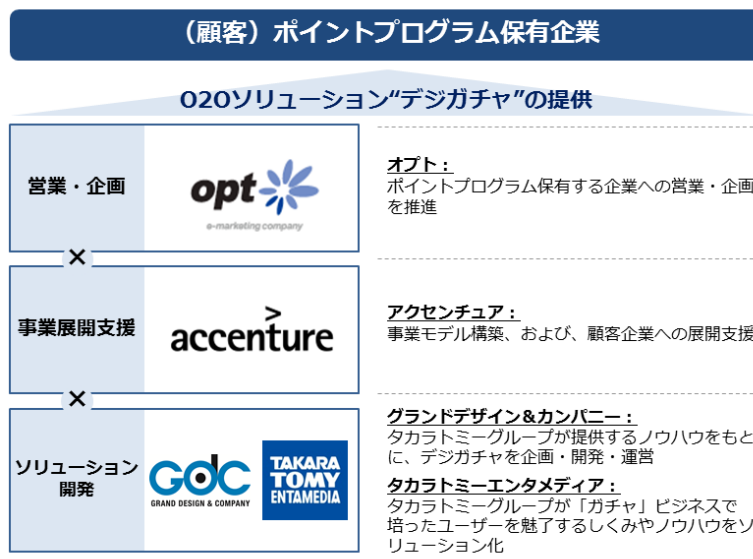 （顧客）ポイントプログラム保有企業
O2Oソリューション“デジガチャ”の提供
営業・企画
opt
e-marketing company
オプト：
ポイントプログラム保有する企業への営業・企画
を推進
×
事業展開支援
>
accenture
アクセンチュア：
事業モデル構築、および、顧客企業への展開支援
×
ソリューション
開発
GDC
GRAND DESIGN & COMPANY
TAKARA
TOMY
ENTAMEDIA
グランドデザイン＆カンパニー：
タカラトミーグループが提供するノウハウをもと
に、デジガチャを企画・開発・運営
タカラトミーエンタメディア：
タカラトミーグループが「ガチャ」ビジネスで
培ったユーザーを魅了するしくみやノウハウをソ
リューション化